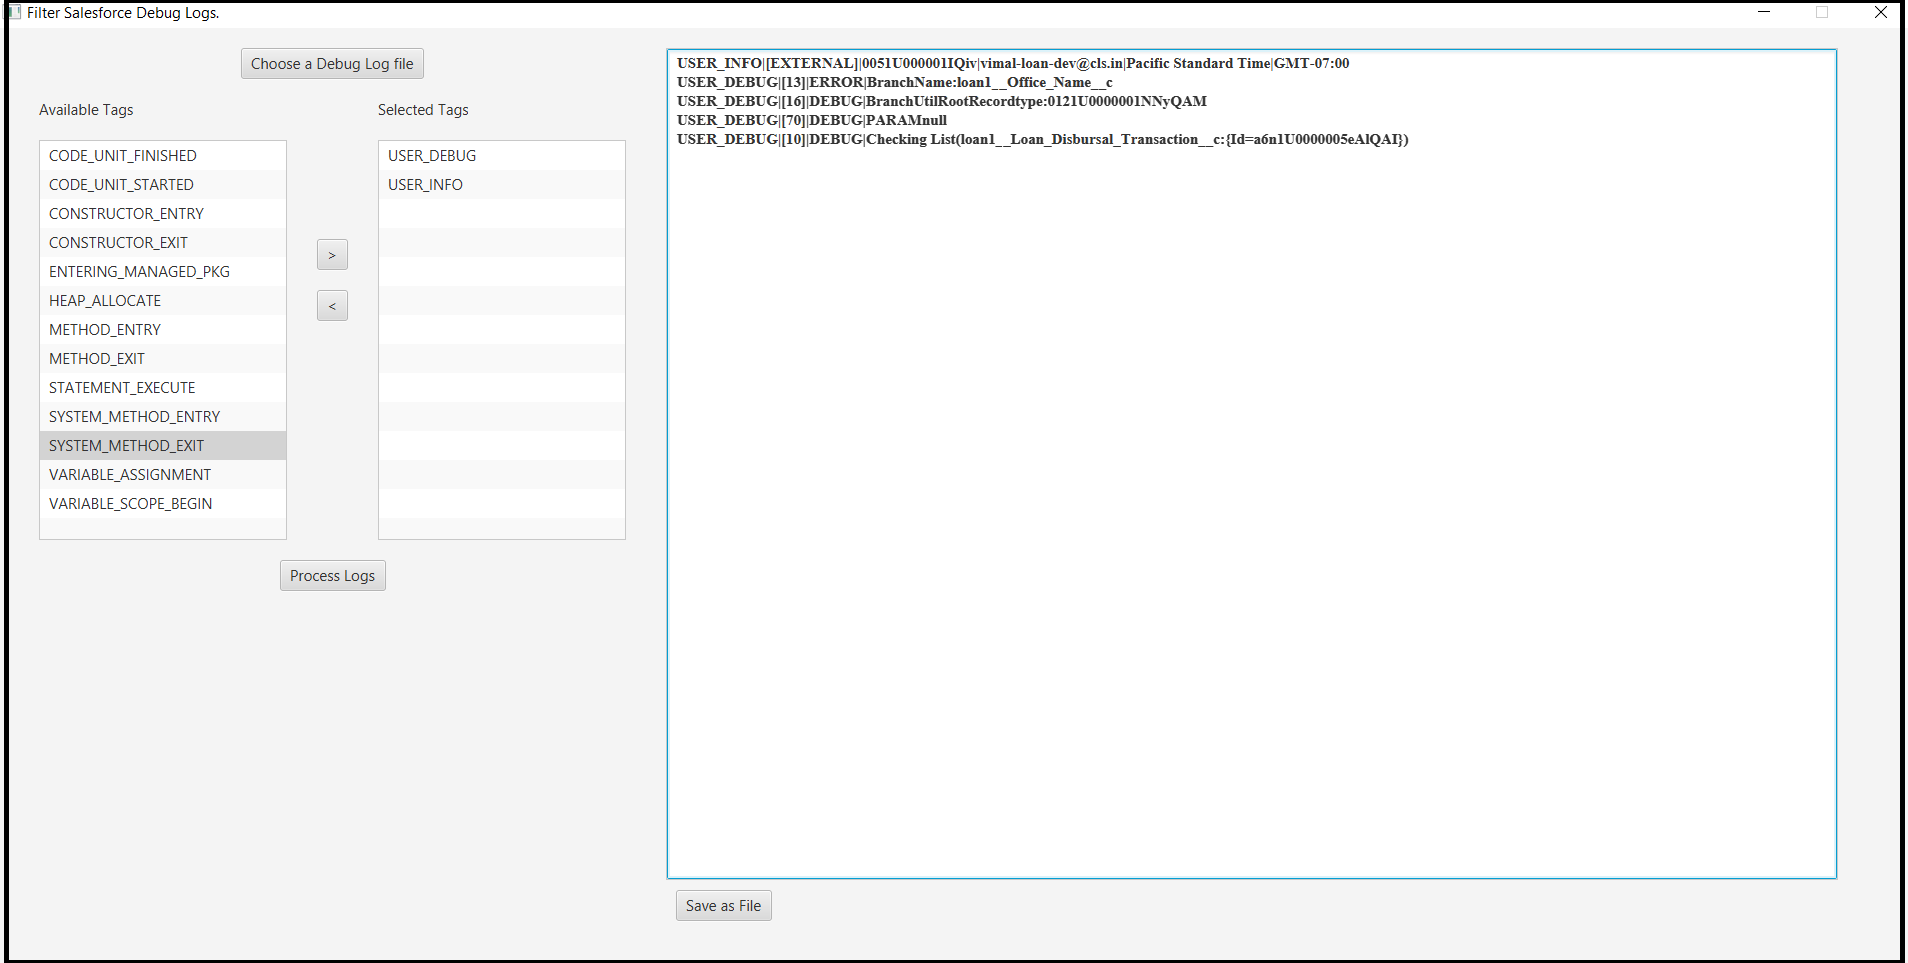 Filter Salesforce Debug Logs.
Choose a Debug Log file
Available Tags
Selected Tags
CODE_UNIT_FINISHED
CODE_UNIT_STARTED
CONSTRUCTOR_ENTRY
CONSTRUCTOR_EXIT
ENTERING_MANAGED_PKG
HEAP_ALLOCATE
METHOD_ENTRY
METHOD_EXIT
STATEMENT_EXECUTE
SYSTEM_METHOD_ENTRY
SYSTEM_METHOD_EXIT
VARIABLE_ASSIGNMENT
VARIABLE_SCOPE_BEGIN
>
<
USER_DEBUG
USER_INFO
Process Logs
USER_INFO|[EXTERNAL]|0051U000001IQiv|vimal-loan-dev@cls.in|Pacific Standard Time|GMT-07:00
USER_DEBUG|[13]|ERROR|BranchName:loan1__Office_Name__c
USER_DEBUG|[16]|DEBUG|BranchUtilRootRecordtype:0121U0000001NNyQAM
USER_DEBUG|[70]|DEBUG|PARAMnull
USER_DEBUG|[10]|DEBUG|Checking List(loan1__Loan_Disbursal_Transaction__c:{Id=a6n1U0000005eAlQAI})
Save as File